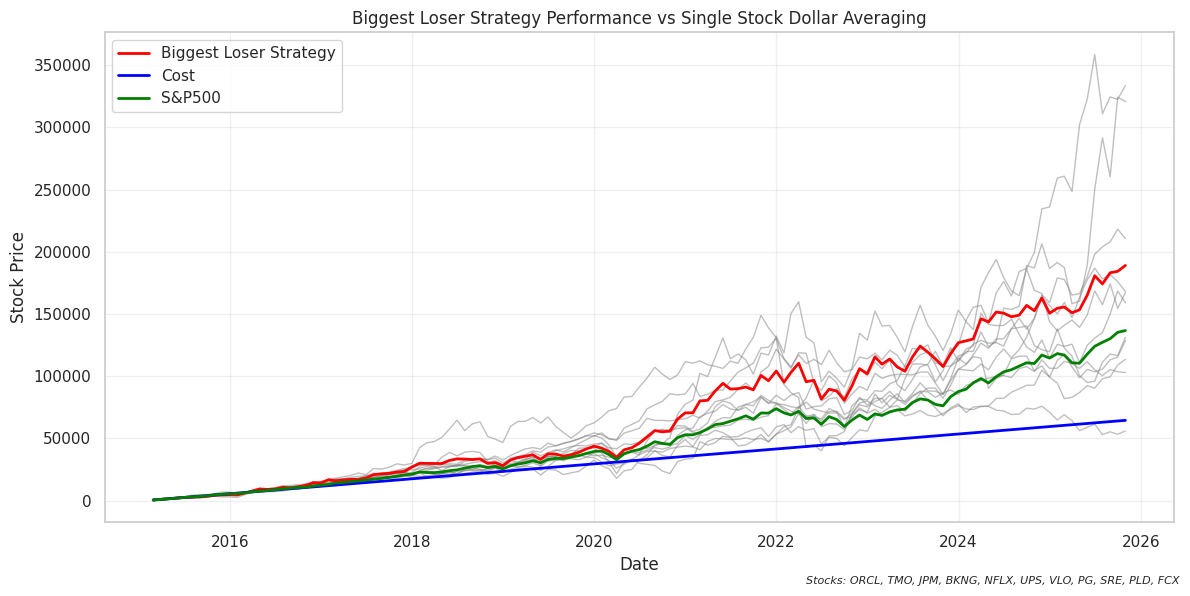 Biggest Loser Strategy Performance vs Single Stock Dollar Averaging
Biggest Loser Strategy
Cost
S&P500
350000
300000
250000
200000
150000
100000
50000
0
Stock Price
2016
2018
2020
2022
2024
2026
Date
Stocks: ORCL, TMO, JPM, BKNG, NFLX, UPS, VLO, PG, SRE, PLD, FCX